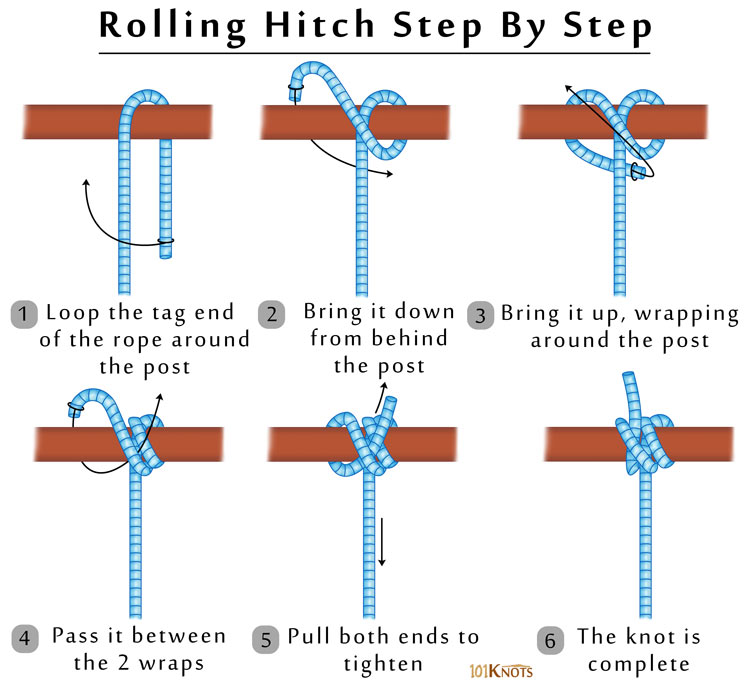 Rolling Hitch Step By Step
1 Loop the tag end
of the rope around
the post
2 Bring it down
from behind
the post
3 Bring it up, wrapping
around the post
4 Pass it between
the 2 wraps
5 Pull both ends to
tighten
6 The knot is
complete
101KNOTS